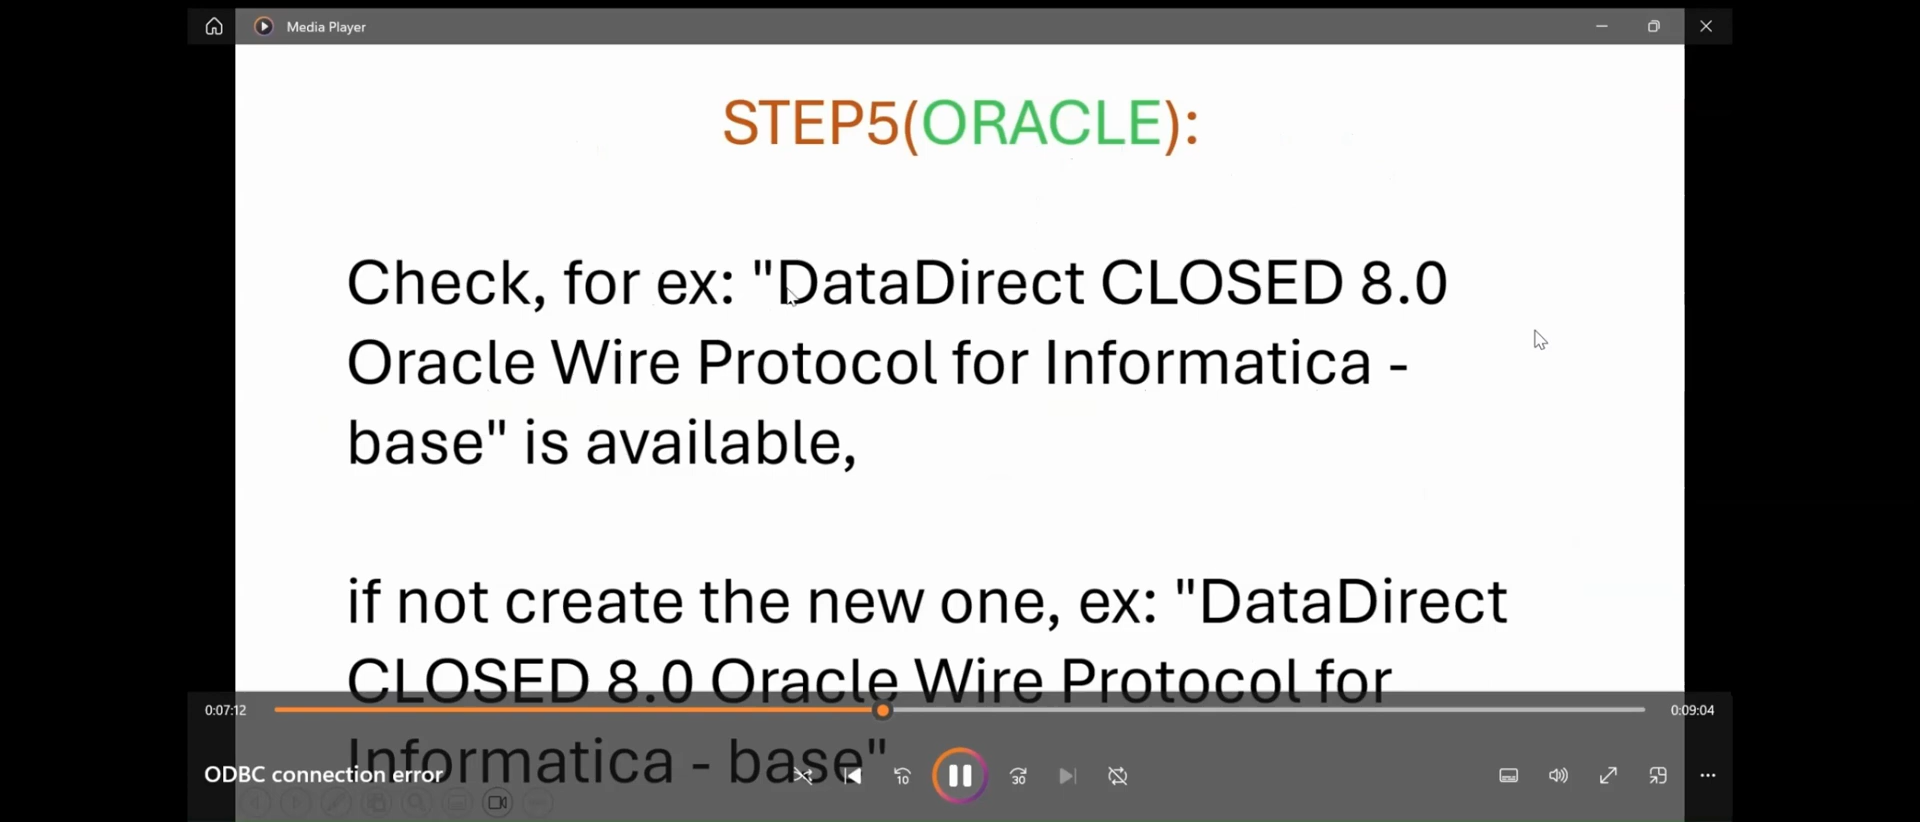 Media Player
STEP5(ORACLE):
Check, for ex: "DataDirect CLOSED 8.0
Oracle Wire Protocol for Informatica -
base" is available,
if not create the new one, ex: "DataDirect
CLOSED 8.0 Oracle Wire Protocol for
0:07:12
0:09:04
Informatica - base"
ODBC connection error
10
30